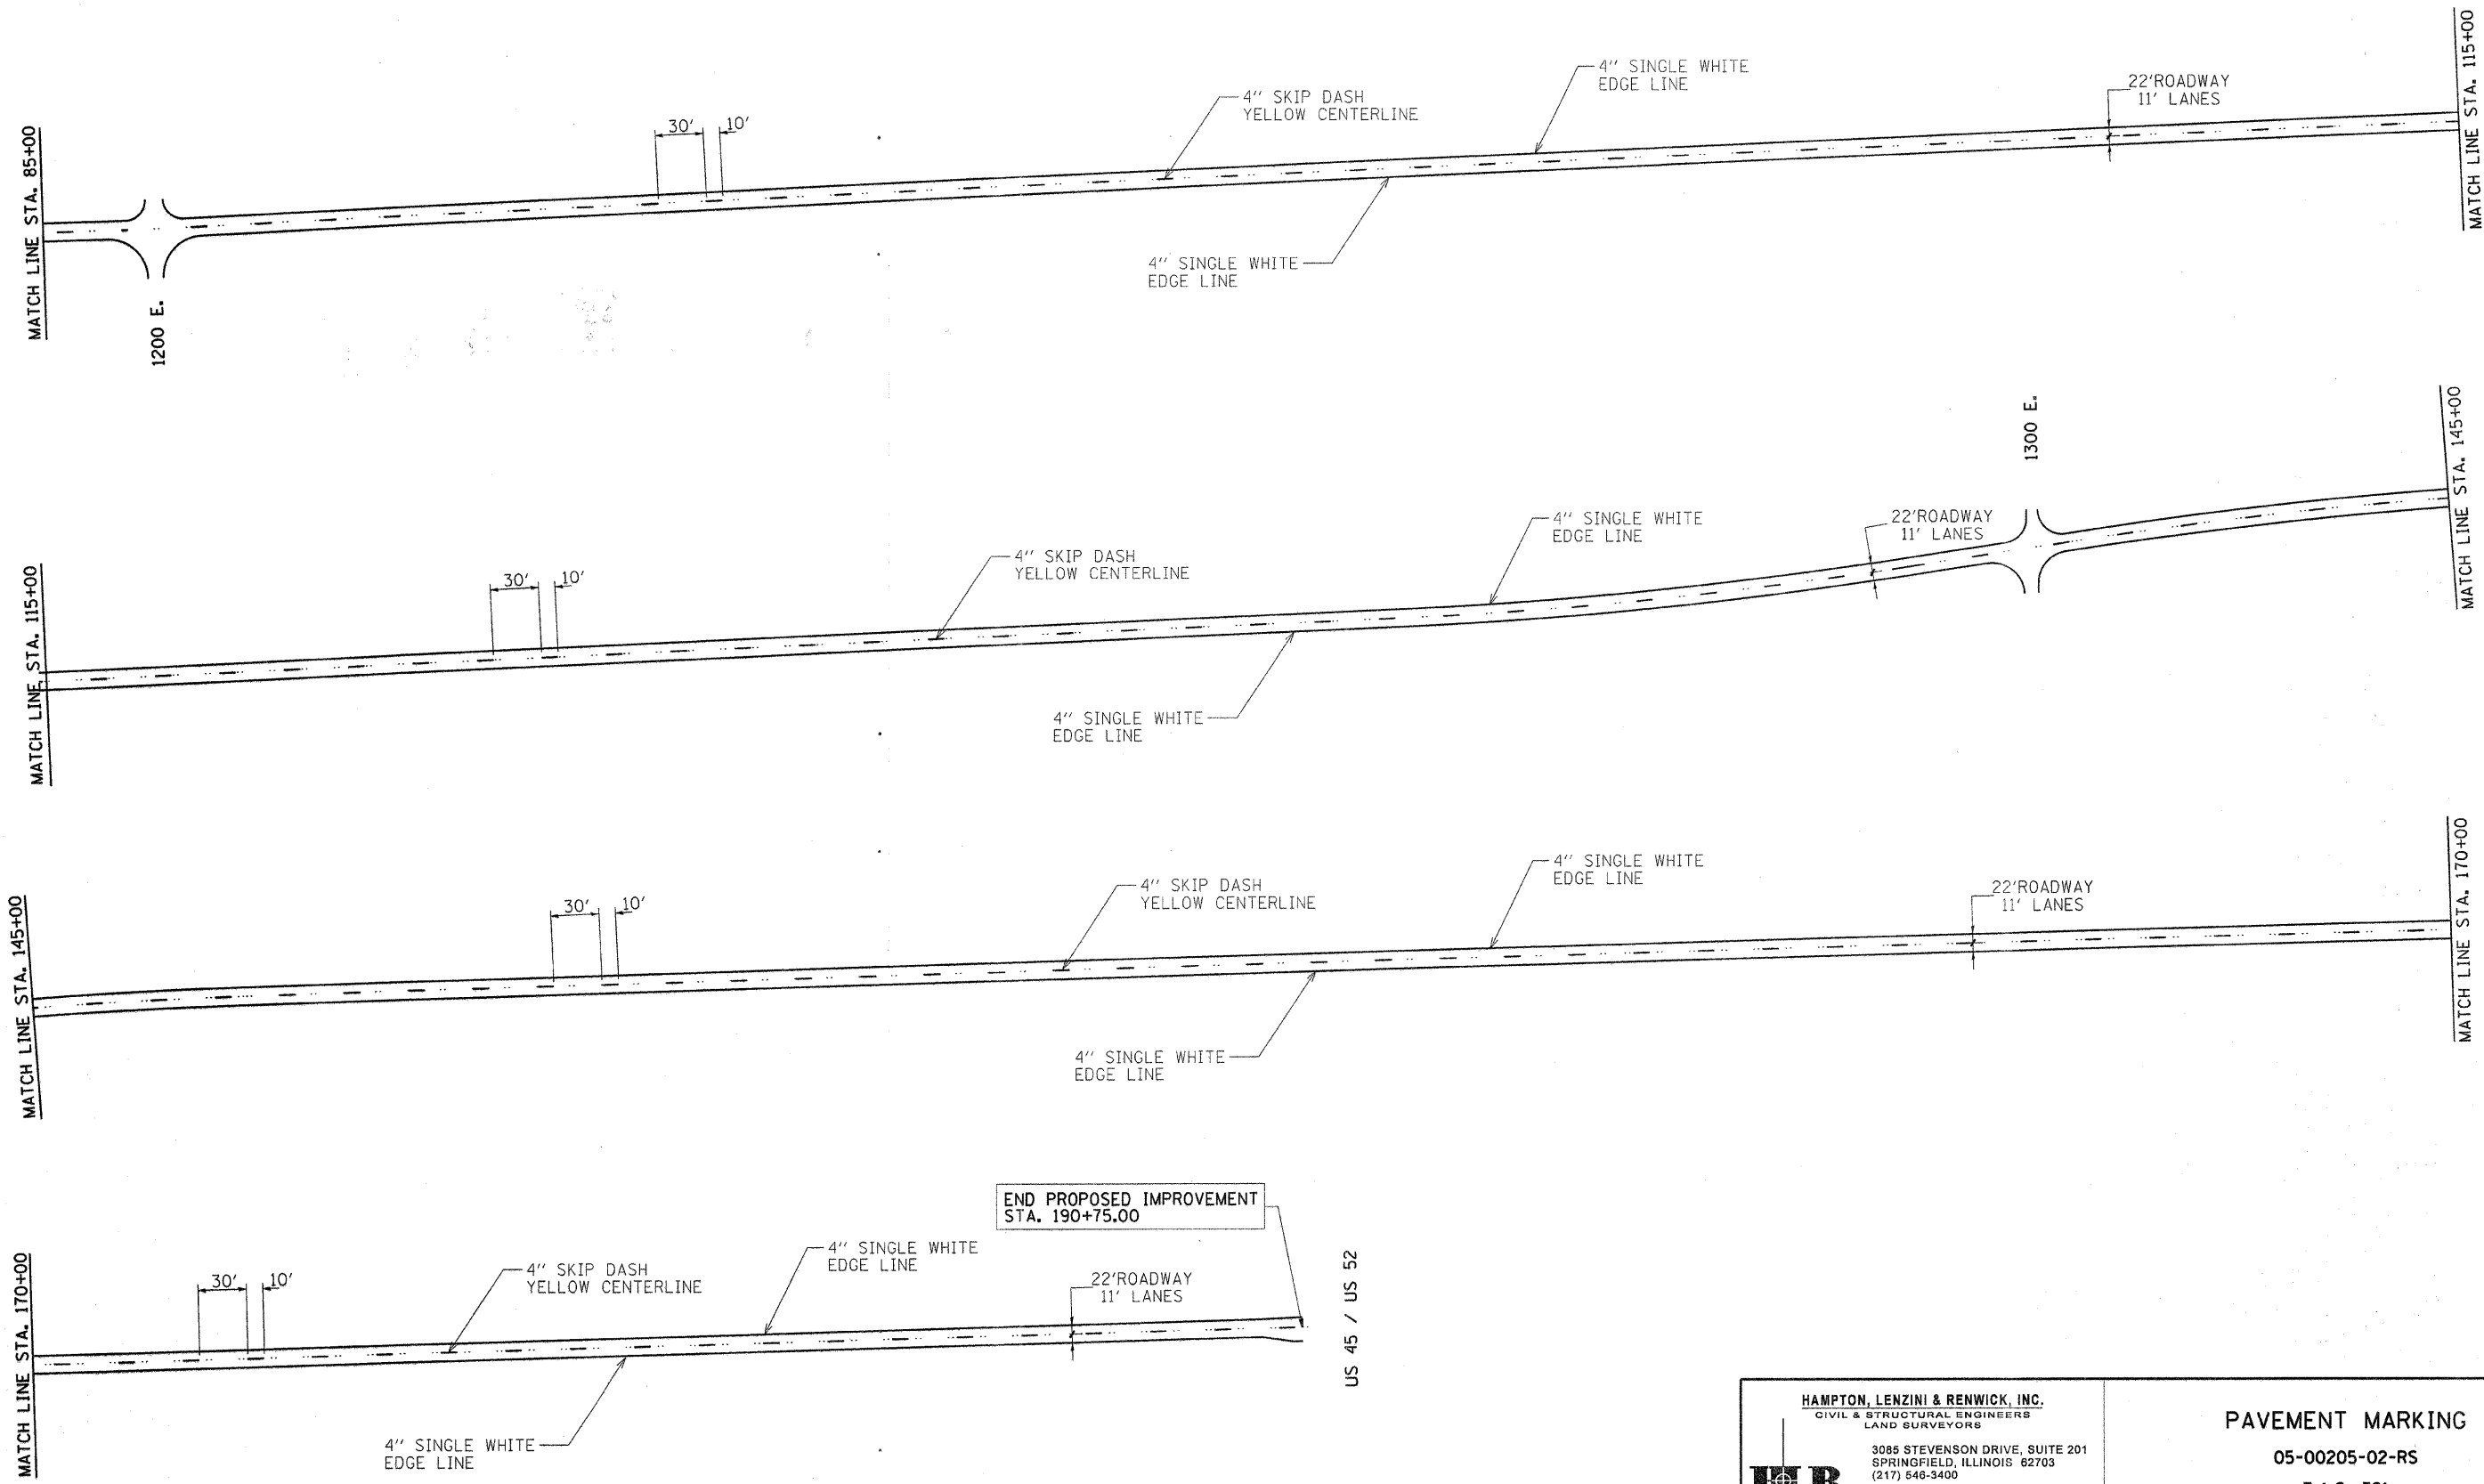 MATCH LINE STA. 85+00
1200 E.
30'
10'
4" SKIP DASH
YELLOW CENTERLINE
4" SINGLE WHITE
EDGE LINE
4" SINGLE WHITE
EDGE LINE
22'ROADWAY
11' LANES
MATCH LINE STA. 115+00
MATCH LINE STA. 115+00
30'
10'
4" SKIP DASH
YELLOW CENTERLINE
4" SINGLE WHITE
EDGE LINE
4" SINGLE WHITE
EDGE LINE
22'ROADWAY
11' LANES
1300 E.
MATCH LINE STA. 145+00
MATCH LINE STA. 145+00
30'
10'
4" SKIP DASH
YELLOW CENTERLINE
4" SINGLE WHITE
EDGE LINE
4" SINGLE WHITE
EDGE LINE
22'ROADWAY
11' LANES
MATCH LINE STA. 170+00
MATCH LINE STA. 170+00
30'
10'
4" SKIP DASH
YELLOW CENTERLINE
4" SINGLE WHITE
EDGE LINE
4" SINGLE WHITE
EDGE LINE
22'ROADWAY
11' LANES
END PROPOSED IMPROVEMENT
STA. 190+75.00
US 45 / US 52
HAMPTON, LENZINI & RENWICK, INC.
CIVIL & STRUCTURAL ENGINEERS
LAND SURVEYORS
3085 STEVENSON DRIVE, SUITE 201
SPRINGFIELD, ILLINOIS 62703
(217) 546-3400
PAVEMENT MARKING
05-00205-02-RS